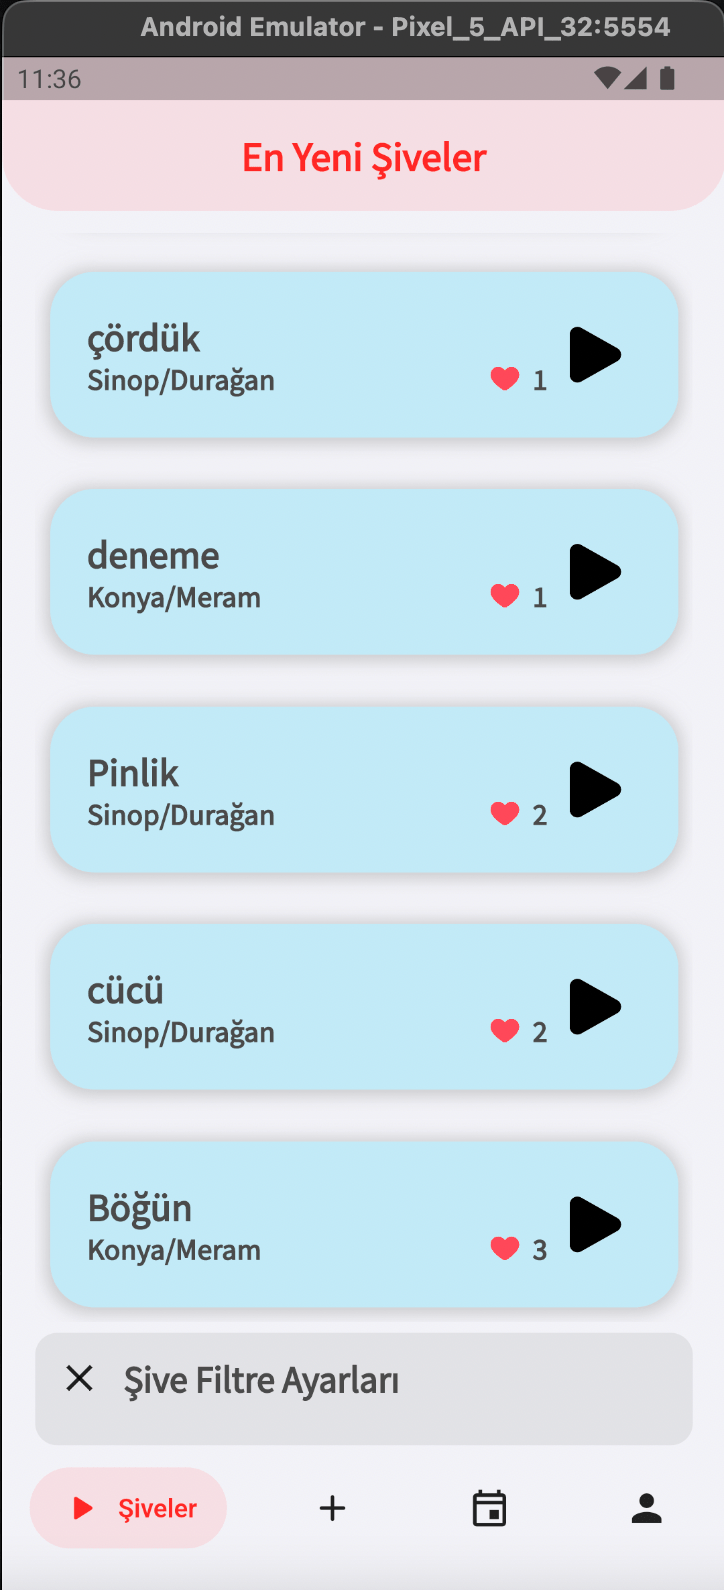 Android Emulator - Pixel_5_API_32:5554
11:36
En Yeni Şiveler
çördük
Sinop/Durağan
1
deneme
Konya/Meram
1
Pinlik
Sinop/Durağan
2
cücü
Sinop/Durağan
2
Böğün
Konya/Meram
3
Şive Filtre Ayarları
Şiveler